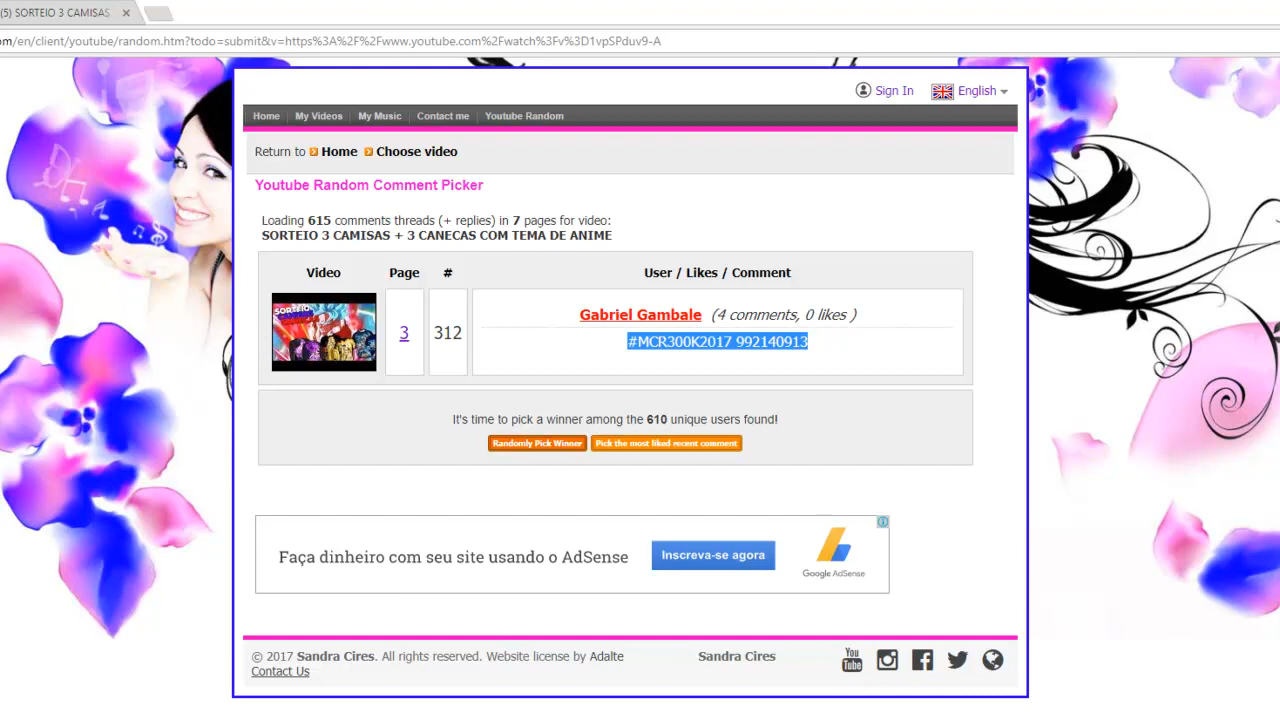 (5) SORTEIO 3 CAMISAS
om/en/client/youtube/random.htm?todo=submit&v=https%3A%2F%2Fwww.youtube.com%2Fwatch%3Fv%3D1vpSPduv9-A
Sign In English
Home My Videos My Music Contact me Youtube Random
Return to Home Choose video
Youtube Random Comment Picker
Loading 615 comments threads (+ replies) in 7 pages for video:
SORTEIO 3 CAMISAS + 3 CANECAS COM TEMA DE ANIME
Video Page # User / Likes / Comment
SORTEIO
3 312
Gabriel Gambale (4 comments, 0 likes )
#MCR300K2017 992140913
It's time to pick a winner among the 610 unique users found!
Randomly Pick Winner Pick the most liked recent comment
Faça dinheiro com seu site usando o AdSense Inscreva-se agora
Google AdSense
© 2017 Sandra Cires. All rights reserved. Website license by Adalte Sandra Cires
You Tube
Contact Us